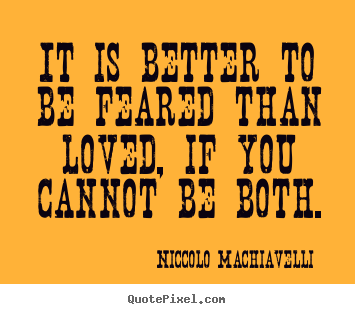 IT IS BETTER TO
BE FEARED THAN
LOVED, IF YOU
CANNOT BE BOTH.
NICCOLO MACHIAVELLI
QuotePixel.com